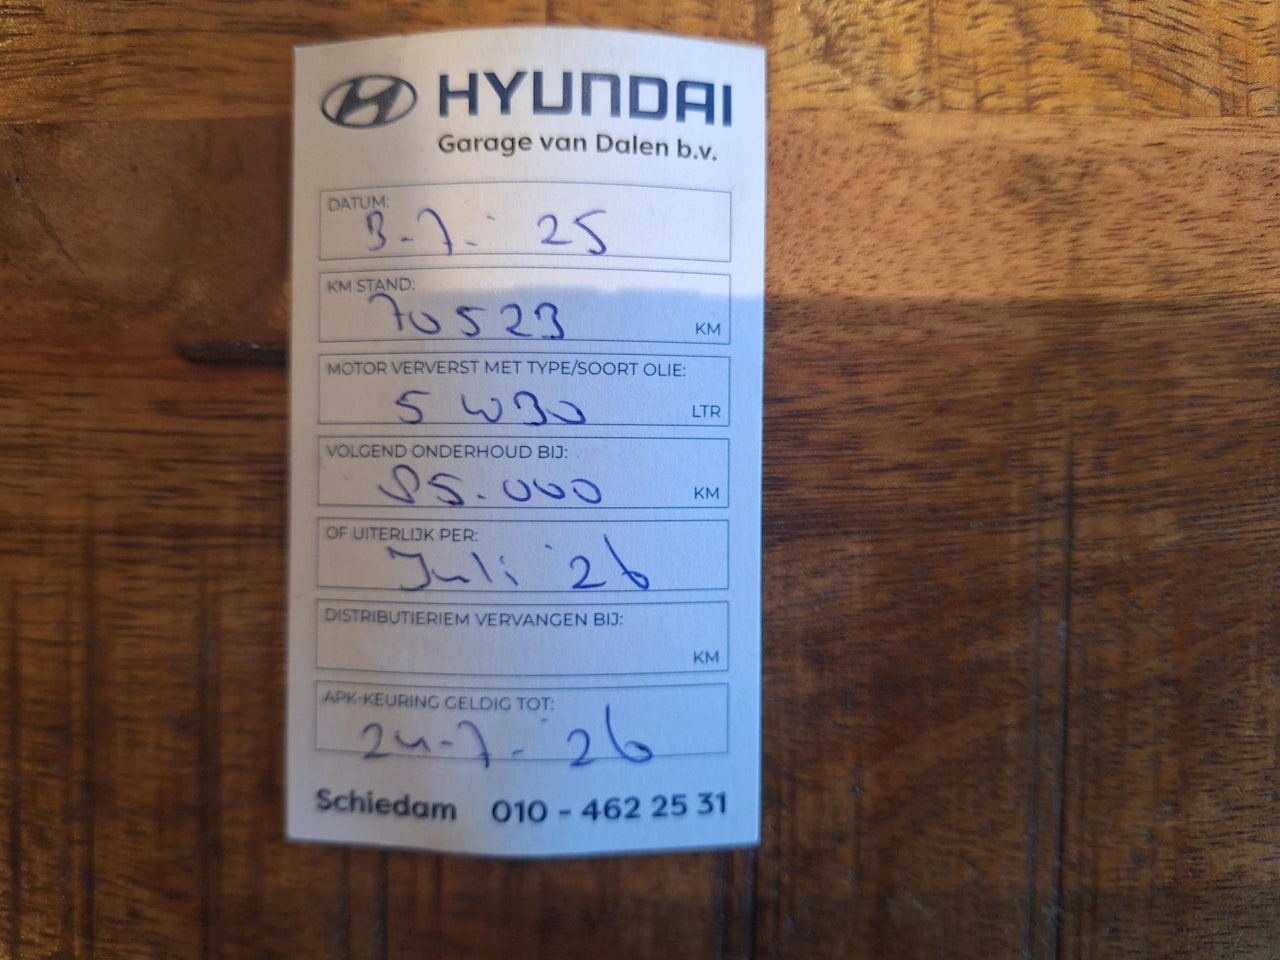 HYUNDAI
Garage van Dalen b.v.
DATUM:
3-7-'25
KM STAND:
70523 KM
MOTOR VERVERST MET TYPE/SOORT OLIE:
5W30 LTR
VOLGEND ONDERHOUD BIJ:
85.000 KM
OF UITERLIJK PER:
Juli '26
DISTRIBUTIERIEM VERVANGEN BIJ:
KM
APK-KEURING GELDIG TOT:
24-7-'26
Schiedam 010 - 462 25 31